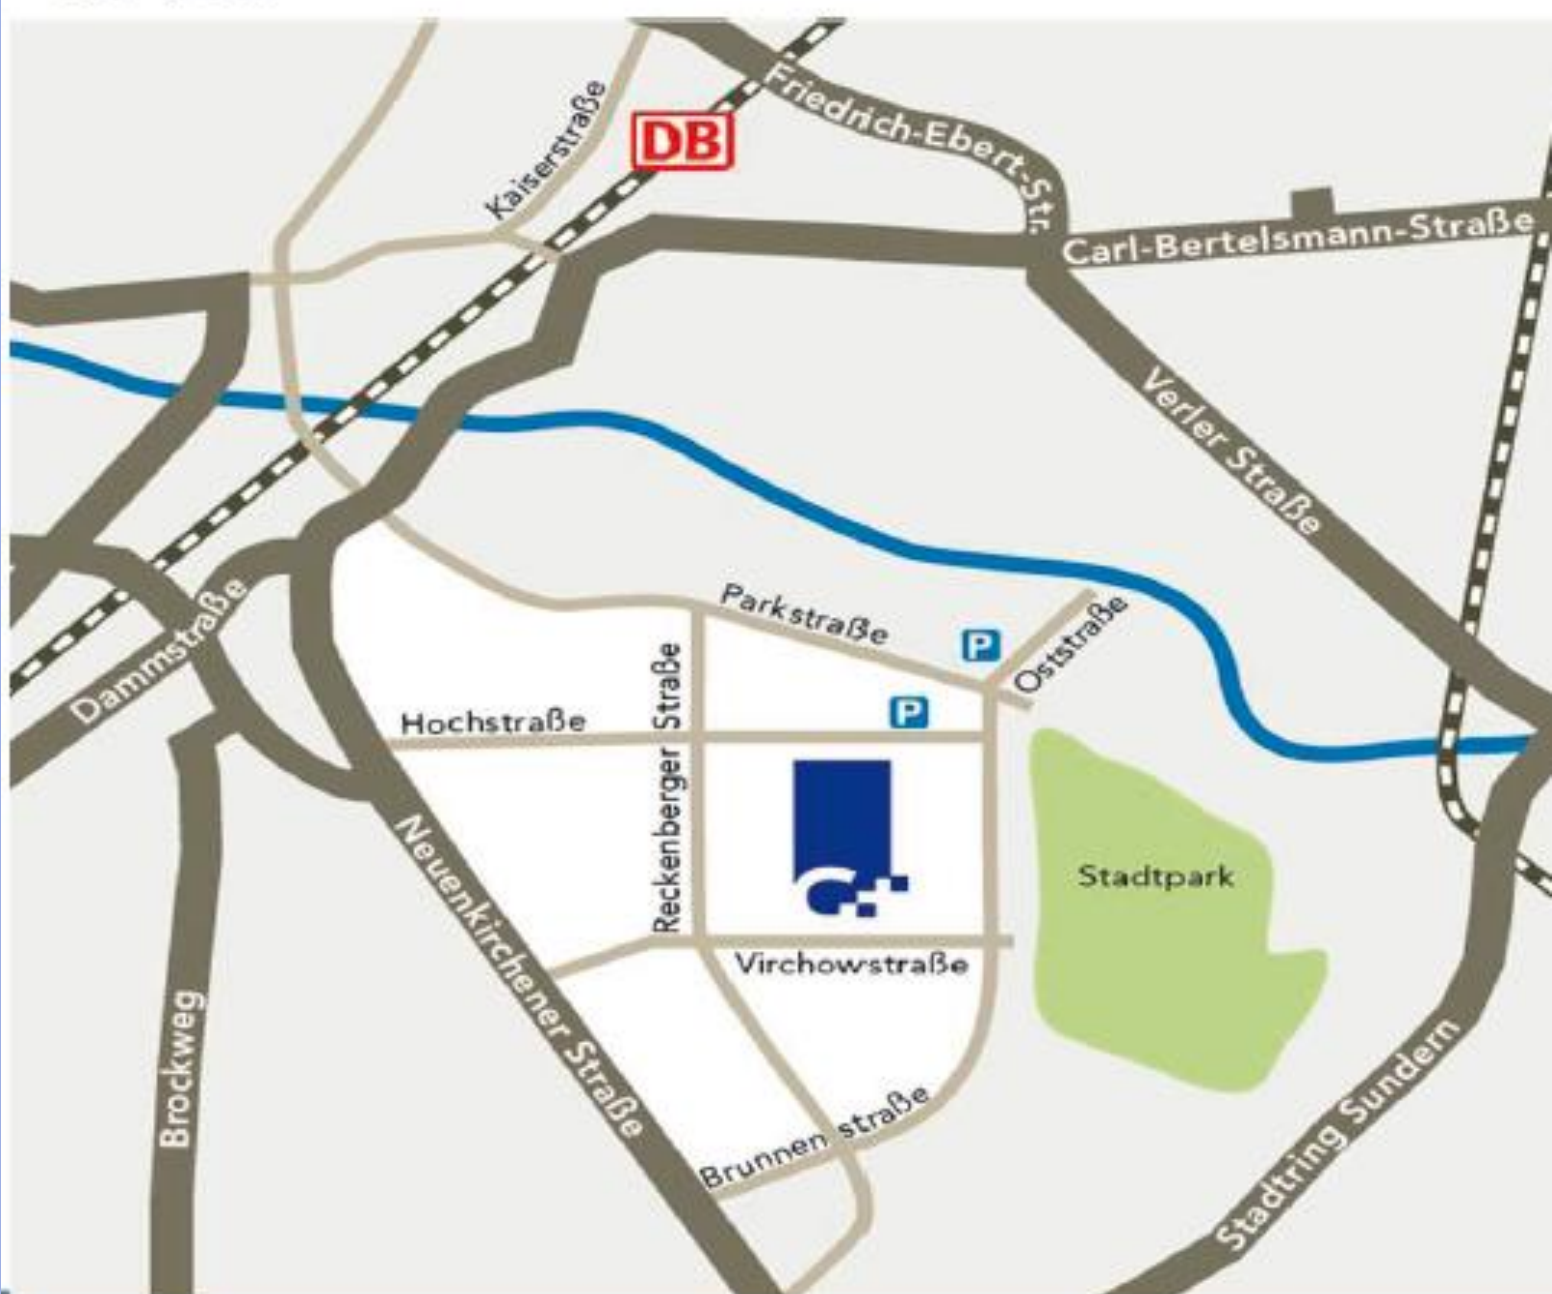 Friedrich-Ebert-Str.
Kaiserstraße
DB
Carl-Bertelsmann-Straße
Verler Straße
Dammstraße
Parkstraße
P
Oststraße
Reckenberger Straße
Hochstraße
P
Stadtpark
Neuenkirchener Straße
Virchowstraße
Brockweg
Brunnenstraße
Stadtring Sundern